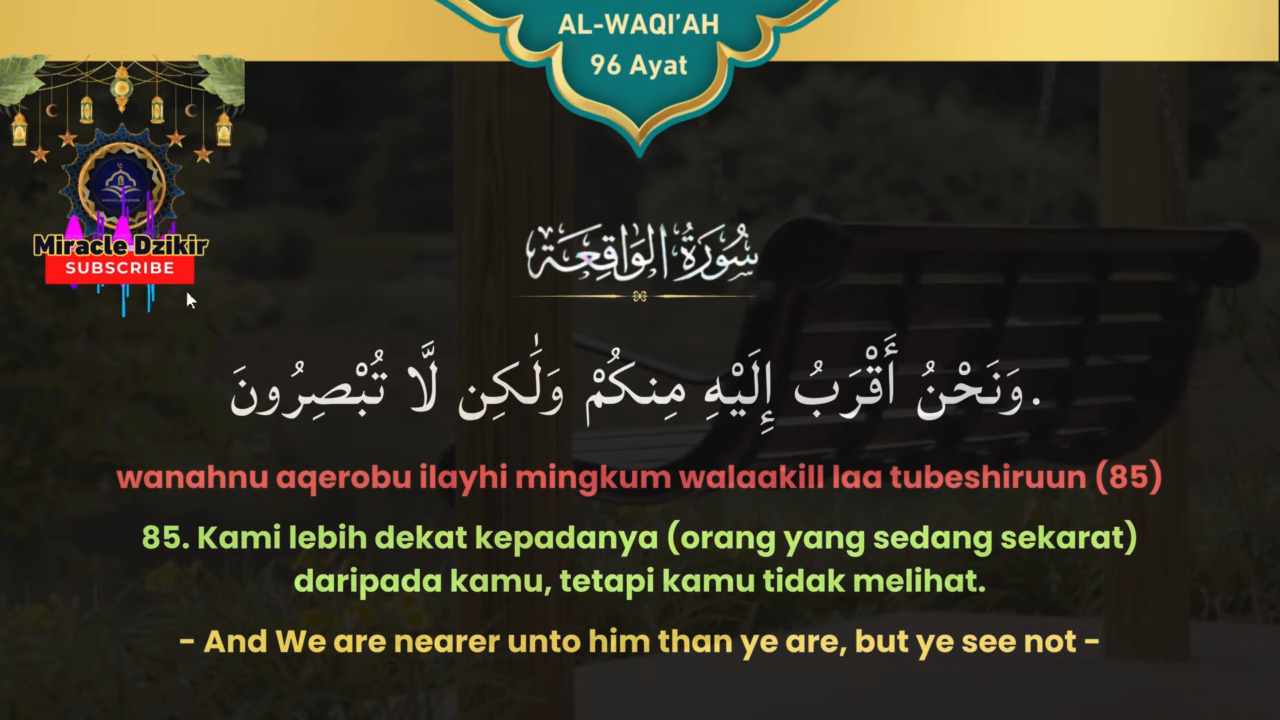 AL-WAQI'AH
96 Ayat
Miracle Dzikir
SUBSCRIBE
سُورَةُ الوَاقِعَة
وَنَحْنُ أَقْرَبُ إِلَيْهِ مِنكُمْ وَلَٰكِن لَّا تُبْصِرُونَ.
wanahnu aqerobu ilayhi mingkum walaakill laa tubeshiruun (85)
85. Kami lebih dekat kepadanya (orang yang sedang sekarat)
daripada kamu, tetapi kamu tidak melihat.
- And We are nearer unto him than ye are, but ye see not -